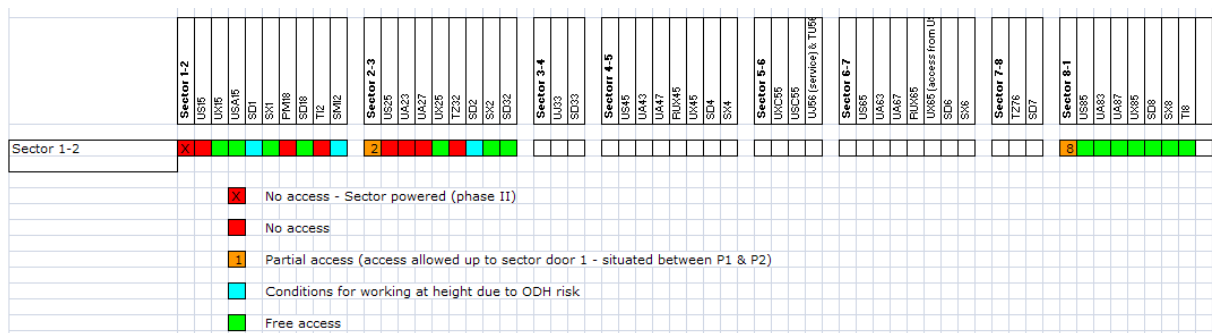 Sector 1-2
US15
UX15
USA15
SD1
SX1
PM18
SD18
TI2
SMI2
Sector 2-3
US25
UA23
UA27
UX25
TZ32
SD2
SX2
SD32
Sector 3-4
UJ33
SD33
Sector 4-5
US45
UA43
UA47
RUX45
UX45
SD4
SX4
Sector 5-6
UXC55
USC55
UJ56 (service) & TU56
Sector 6-7
US65
UA63
UA67
RUX65
UX65 (access from US
SD6
SX6
Sector 7-8
TZ76
SD7
Sector 8-1
US85
UA83
UA87
UX85
SD8
SX8
TI8
Sector 1-2 X 2 8
X No access - Sector powered (phase II)
No access
1 Partial access (access allowed up to sector door 1 - situated between P1 & P2)
Conditions for working at height due to ODH risk
Free access